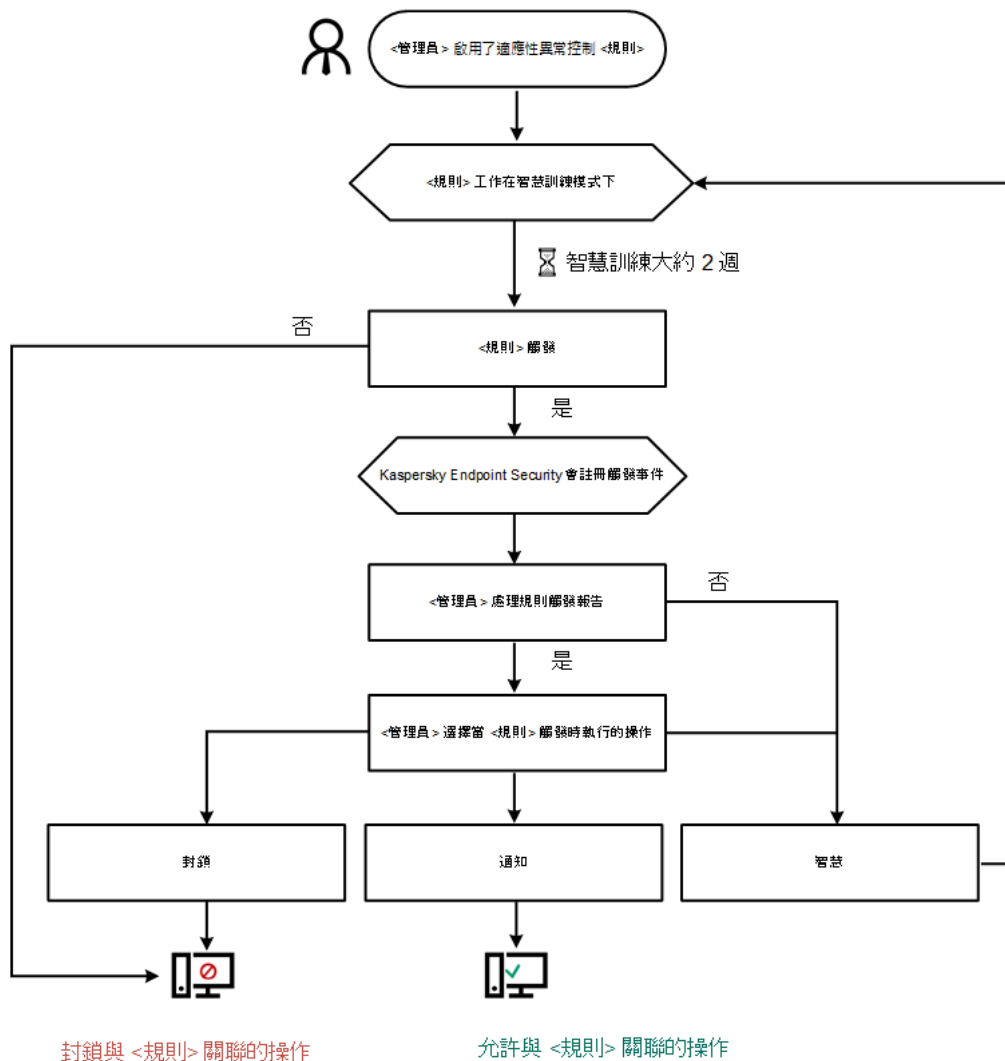 <管理員> 啟用了適應性異常控制 <規則>
<規則> 工作在智慧訓練模式下
智慧訓練大約 2 週
否
<規則> 觸發
是
Kaspersky Endpoint Security 會註冊觸發事件
否
<管理員> 處理規則觸發報告
是
<管理員> 選擇當 <規則> 觸發時執行的操作
封鎖
通知
智慧
封鎖與 <規則> 關聯的操作
允許與 <規則> 關聯的操作